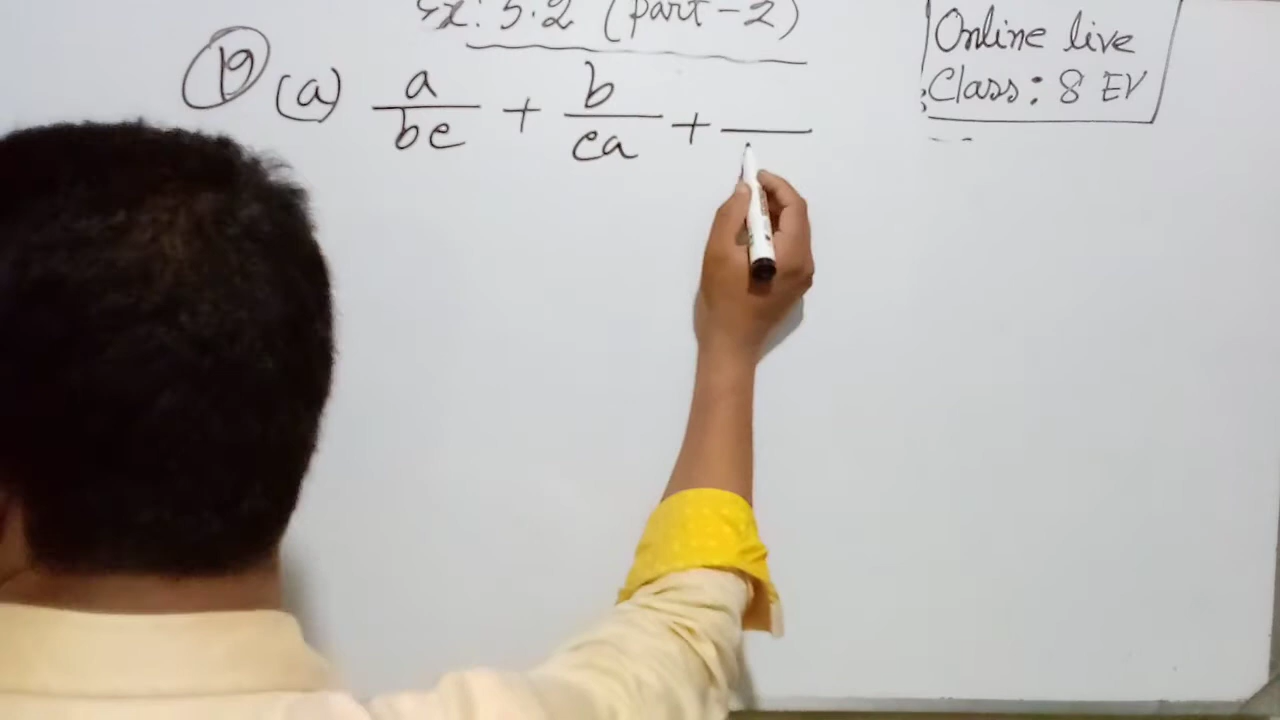 Ex: 5.2 (Part-2)
Online live
Class: 8 EV
19 (a) a/bc + b/ca +